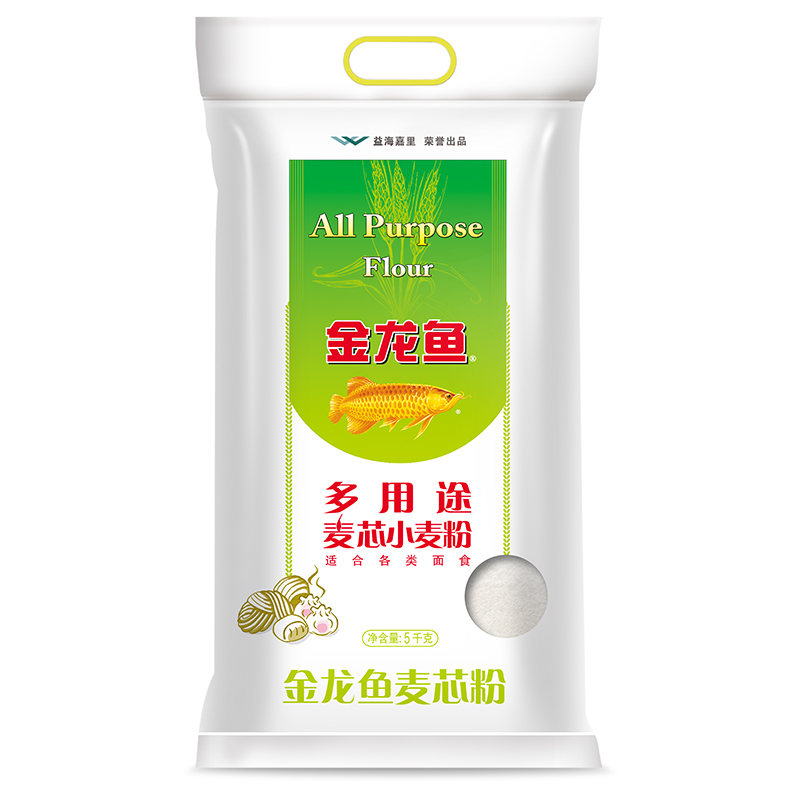 益海嘉里 荣誉出品
All Purpose
Flour
金龙鱼®
多用途
麦芯小麦粉
适合各类面食
净含量:5千克
金龙鱼麦芯粉